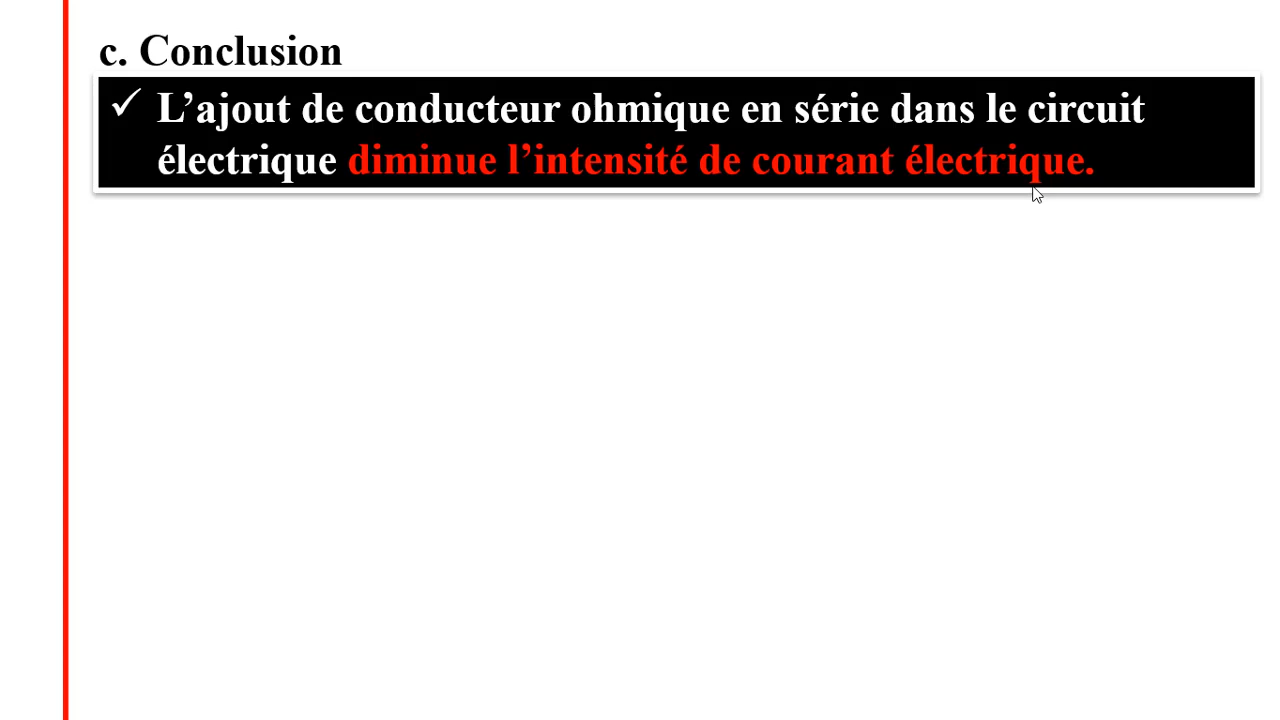 c. Conclusion
✓ L’ajout de conducteur ohmique en série dans le circuit
électrique diminue l’intensité de courant électrique.